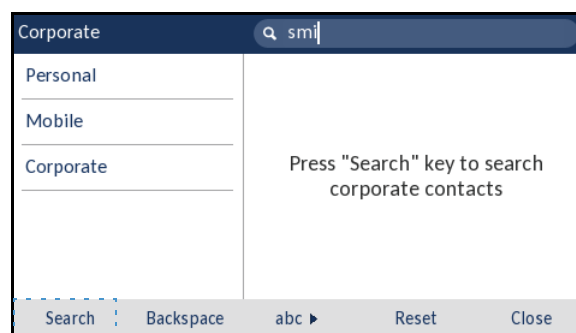 Corporate
smi
Personal
Mobile
Corporate
Press "Search" key to search
corporate contacts
Search Backspace abc Reset Close